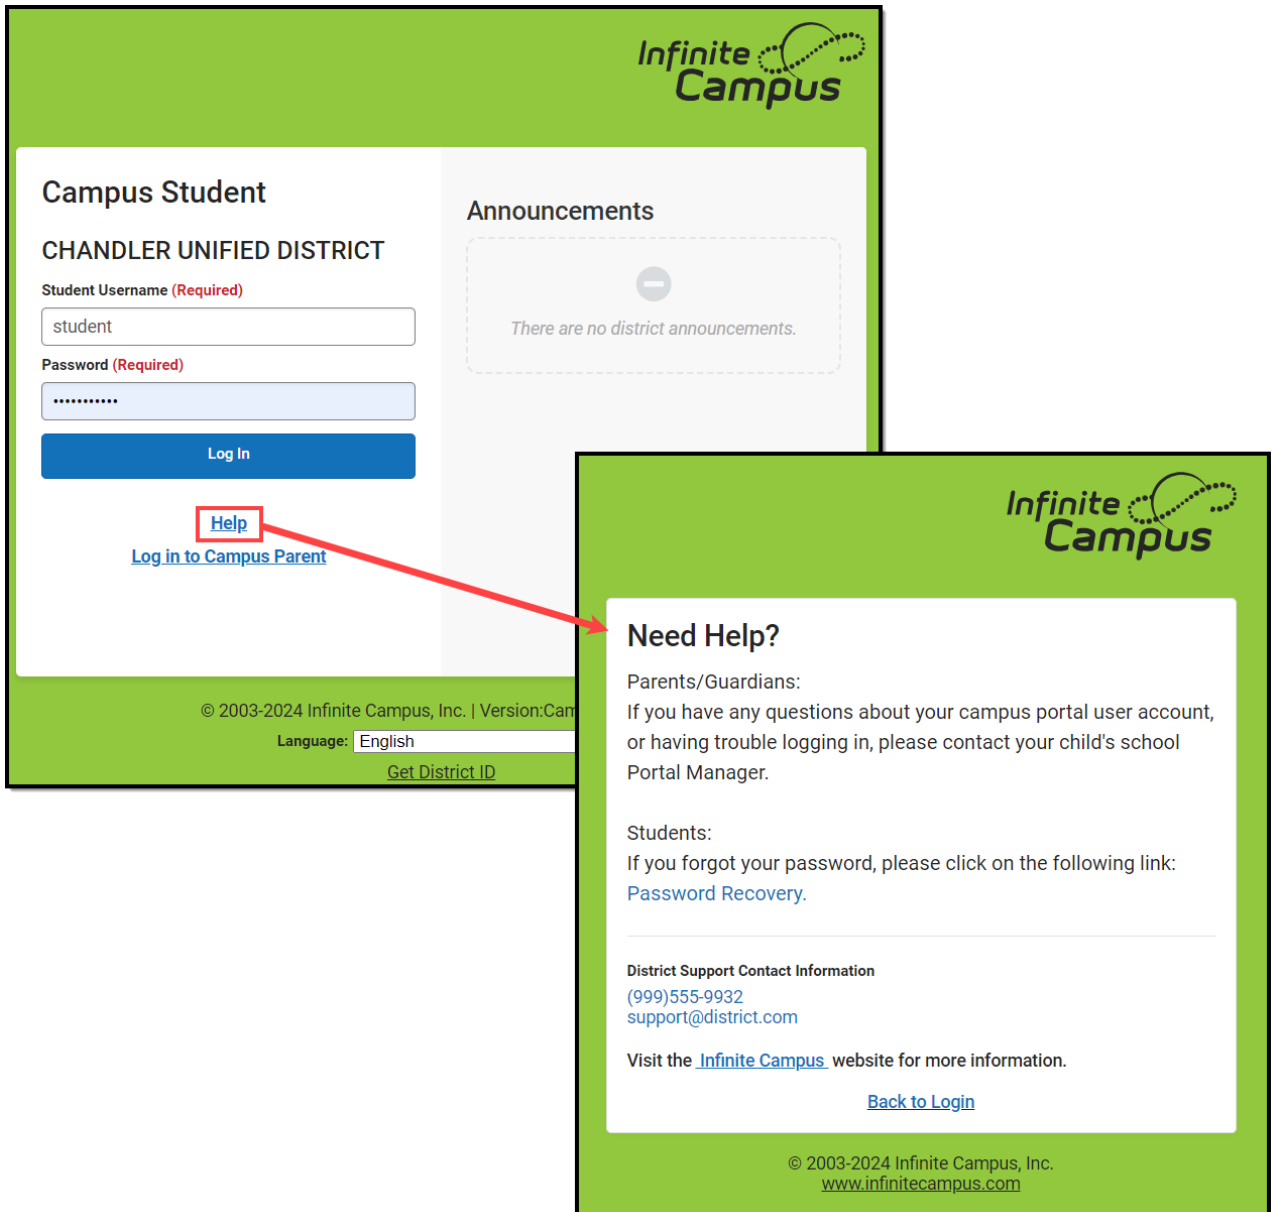 Infinite
Campus
Campus Student
CHANDLER UNIFIED DISTRICT
Student Username (Required)
student
Password (Required)
•••••••••••
Log In
Help
Log in to Campus Parent
Announcements
There are no district announcements.
© 2003-2024 Infinite Campus, Inc. | Version:Cam
Language: English
Get District ID
Infinite
Campus
Need Help?
Parents/Guardians:
If you have any questions about your campus portal user account,
or having trouble logging in, please contact your child's school
Portal Manager.
Students:
If you forgot your password, please click on the following link:
Password Recovery.
District Support Contact Information
(999)555-9932
support@district.com
Visit the Infinite Campus website for more information.
Back to Login
© 2003-2024 Infinite Campus, Inc.
www.infinitecampus.com